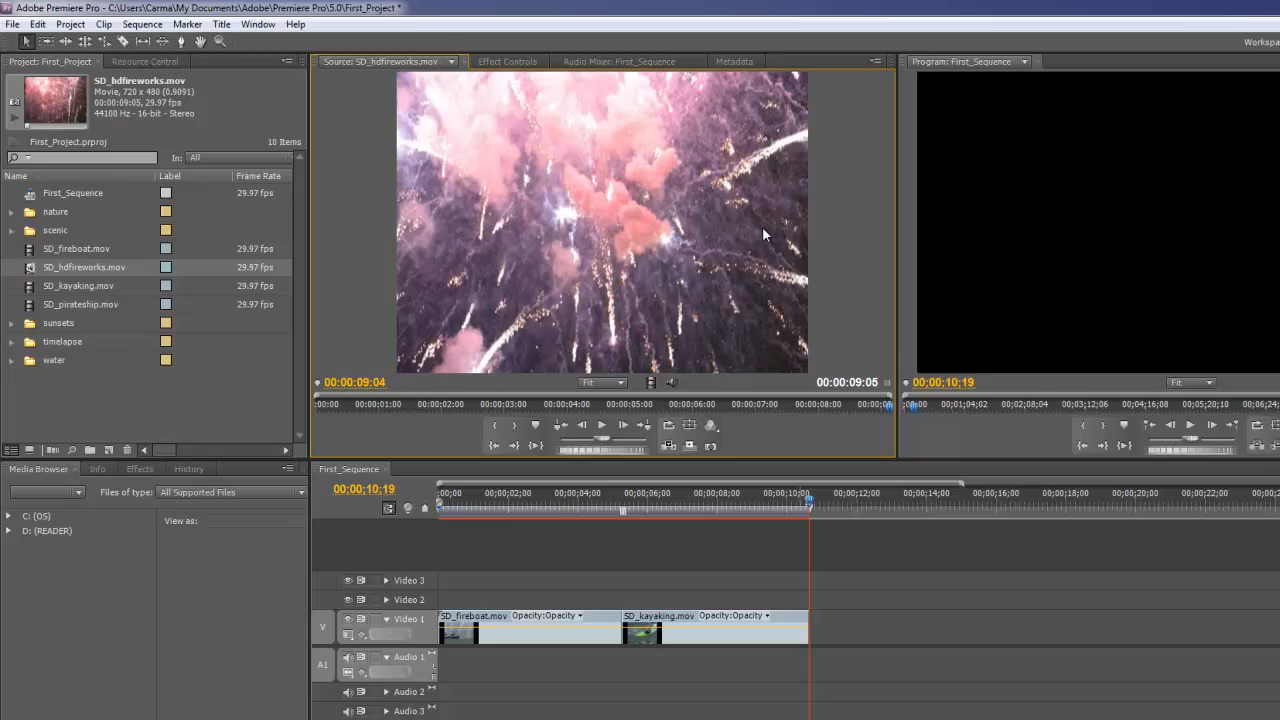 Adobe Premiere Pro - C:\Users\Carma\My Documents\Adobe\Premiere Pro\5.0\First_Project *
File Edit Project Clip Sequence Marker Title Window Help
Workspa
Project: First_Project Resource Central
Source: SD_hdfireworks.mov Effect Controls Audio Mixer: First_Sequence Metadata
Program: First_Sequence
SD_hdfireworks.mov
Movie, 720 x 480 (0.9091)
00:00:09:05, 29.97 fps
44100 Hz - 16-bit - Stereo
First_Project.prproj 10 Items
In: All
Name Label Frame Rate
First_Sequence 29.97 fps
nature
scenic
SD_fireboat.mov 29.97 fps
SD_hdfireworks.mov 29.97 fps
SD_kayaking.mov 29.97 fps
SD_pirateship.mov 29.97 fps
sunsets
timelapse
water
00:00:09:04 Fit 00:00:09:05
00;00;10;19 Fit
:00:00 00:00:01:00 00:00:02:00 00:00:03:00 00:00:04:00 00:00:05:00 00:00:06:00 00:00:07:00 00:00:08:00 00:00:0
;00;00 00;01;04;02 00;02;08;04 00;03;12;06 00;04;16;08 00;05;20;10 00;06;24;
Media Browser Info Effects History
Files of type: All Supported Files
C: (OS)
D: (READER)
View as:
First_Sequence
00;00;10;19
;00;00 00;00;02;00 00;00;04;00 00;00;06;00 00;00;08;00 00;00;10;00 00;00;12;00 00;00;14;00 00;00;16;00 00;00;18;00 00;00;20;00 00;00;22;00
Video 3
Video 2
V Video 1
SD_fireboat.mov Opacity:Opacity SD_kayaking.mov Opacity:Opacity
A1 Audio 1
L
R
Audio 2
Audio 3